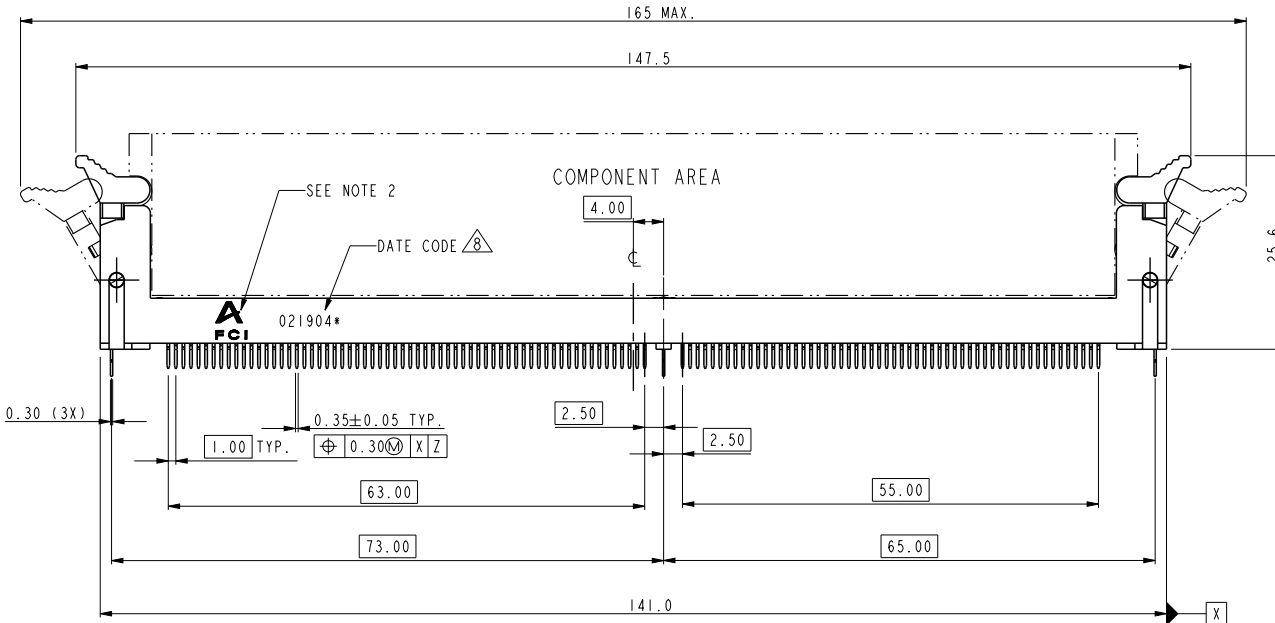 165 MAX.
147.5
COMPONENT AREA
SEE NOTE 2
4.00
DATE CODE 8
℄
25.6
FCI
021904*
0.30 (3X)
0.35±0.05 TYP.
2.50
1.00 TYP.
⌖ 0.30Ⓜ X Z
2.50
63.00
55.00
73.00
65.00
141.0
X